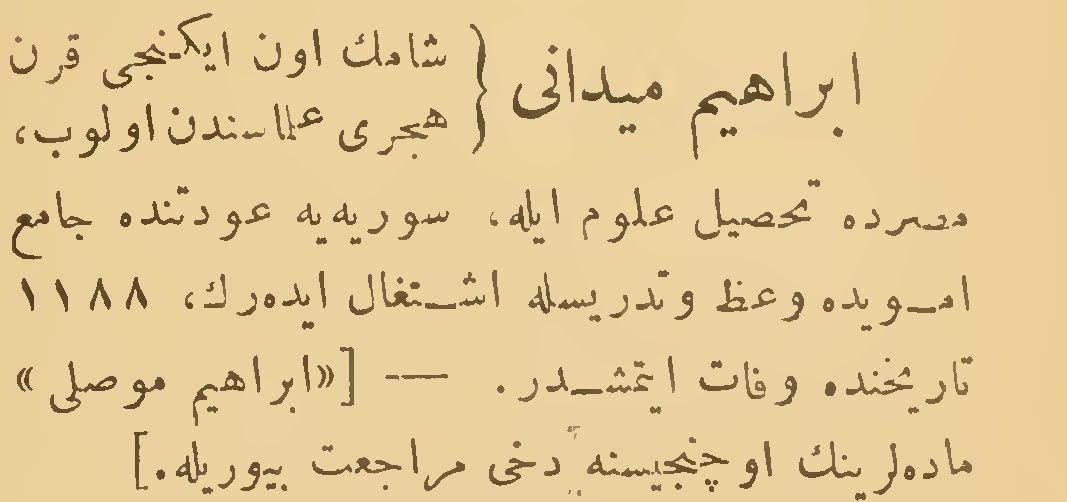 ابراهيم ميدانى { شامك اون ايكنجى قرن
هجرى علماسندن اولوب،
مصرده تحصيل علوم ايله، سوريه‌يه عودتنده جامع
امويده وعظ وتدريسله اشتغال ايده‌رك، ١١٨٨
تاريخنده وفات ايتمشدر. — [«ابراهيم موصلى»
ماده‌لرينك اوچنجيسنه دخى مراجعت بيوريله.]